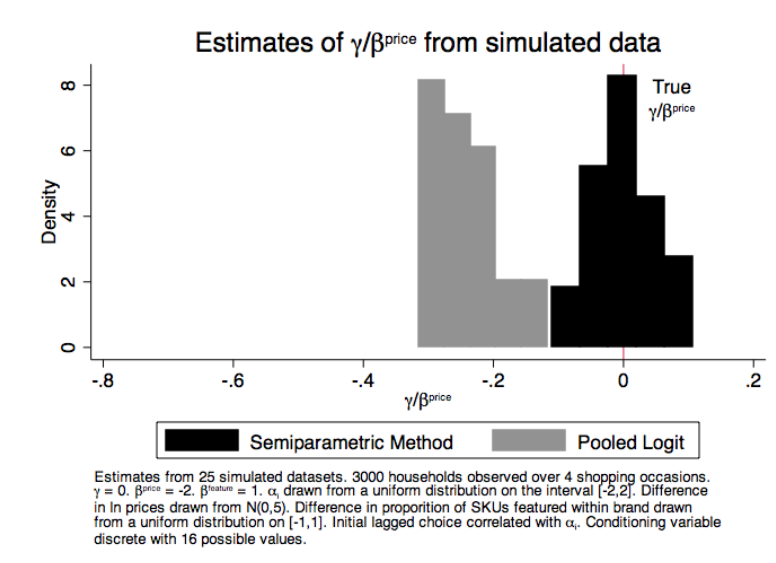 Estimates of γ/βprice from simulated data
True
γ/βprice
8
6
4
2
0
Density
-.8 -.6 -.4 -.2 0 .2
γ/βprice
Semiparametric Method Pooled Logit
Estimates from 25 simulated datasets. 3000 households observed over 4 shopping occasions.
γ = 0. βprice = -2. βfeature = 1. αi drawn from a uniform distribution on the interval [-2,2]. Difference
in ln prices drawn from N(0,5). Difference in proportion of SKUs featured within brand drawn
from a uniform distribution on [-1,1]. Initial lagged choice correlated with αi. Conditioning variable
discrete with 16 possible values.